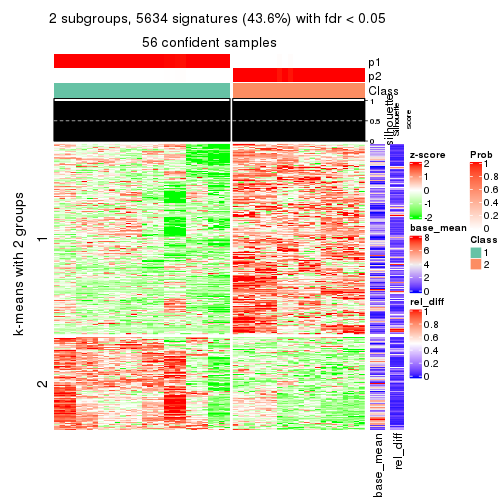 2 subgroups, 5634 signatures (43.6%) with fdr < 0.05
56 confident samples
p1
p2
Class
silhouette
Silhouette
score
1
0.5
0
k-means with 2 groups
1
2
base_mean
rel_diff
z-score
2
1
0
-1
-2
base_mean
8
6
4
2
0
rel_diff
1
0.8
0.6
0.4
0.2
0
Prob
1
0.8
0.6
0.4
0.2
0
Class
1
2